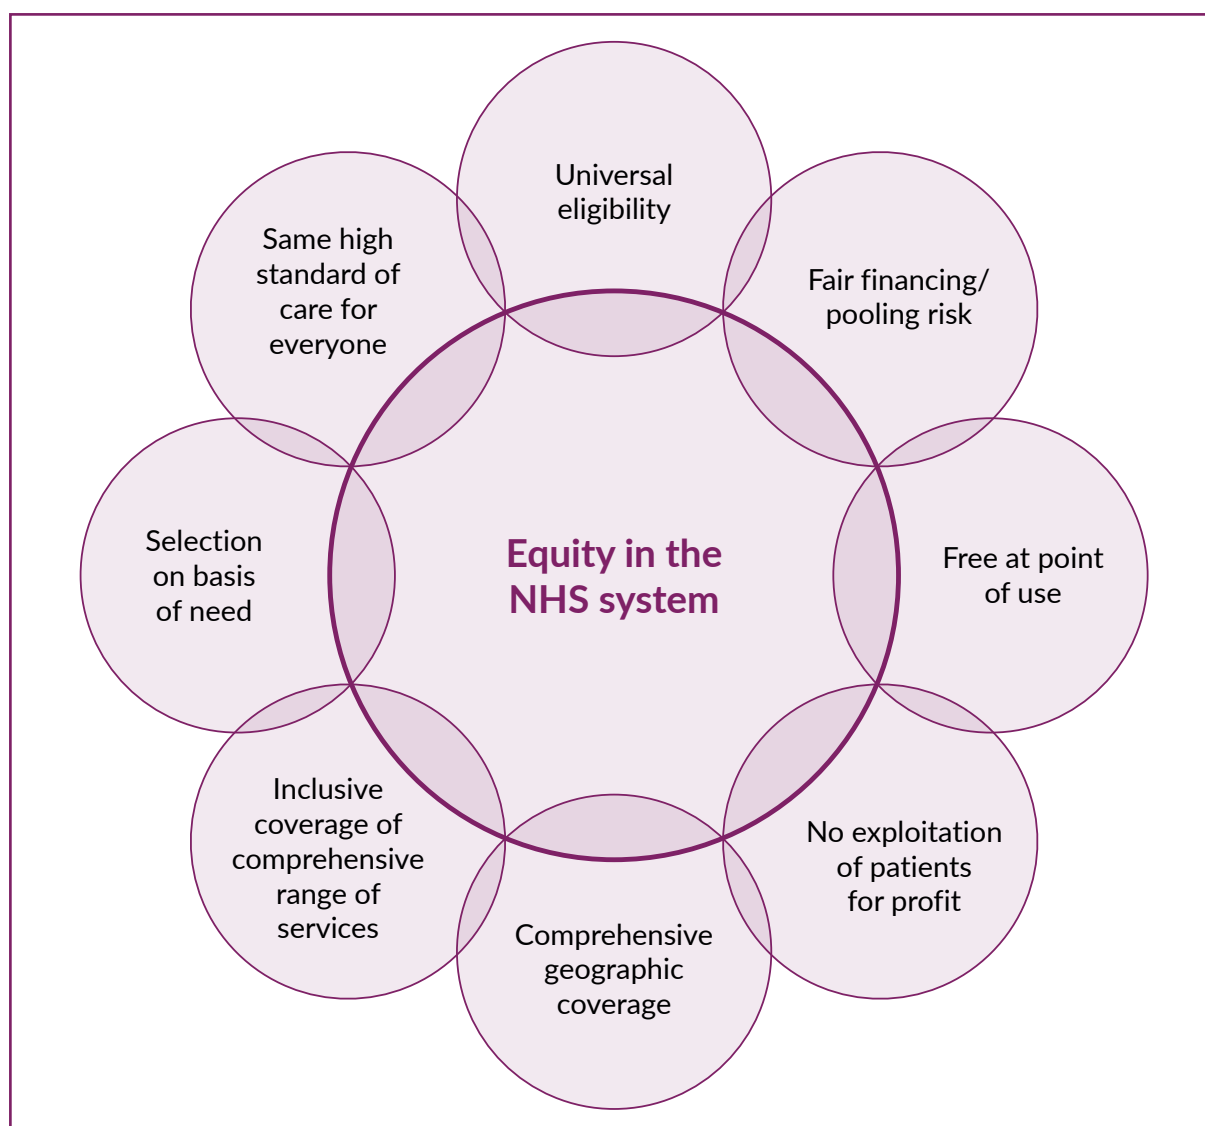 Universal
eligibility
Fair financing/
pooling risk
Free at point
of use
No exploitation
of patients
for profit
Comprehensive
geographic
coverage
Inclusive
coverage of
comprehensive
range of
services
Selection
on basis
of need
Same high
standard of
care for
everyone
Equity in the
NHS system